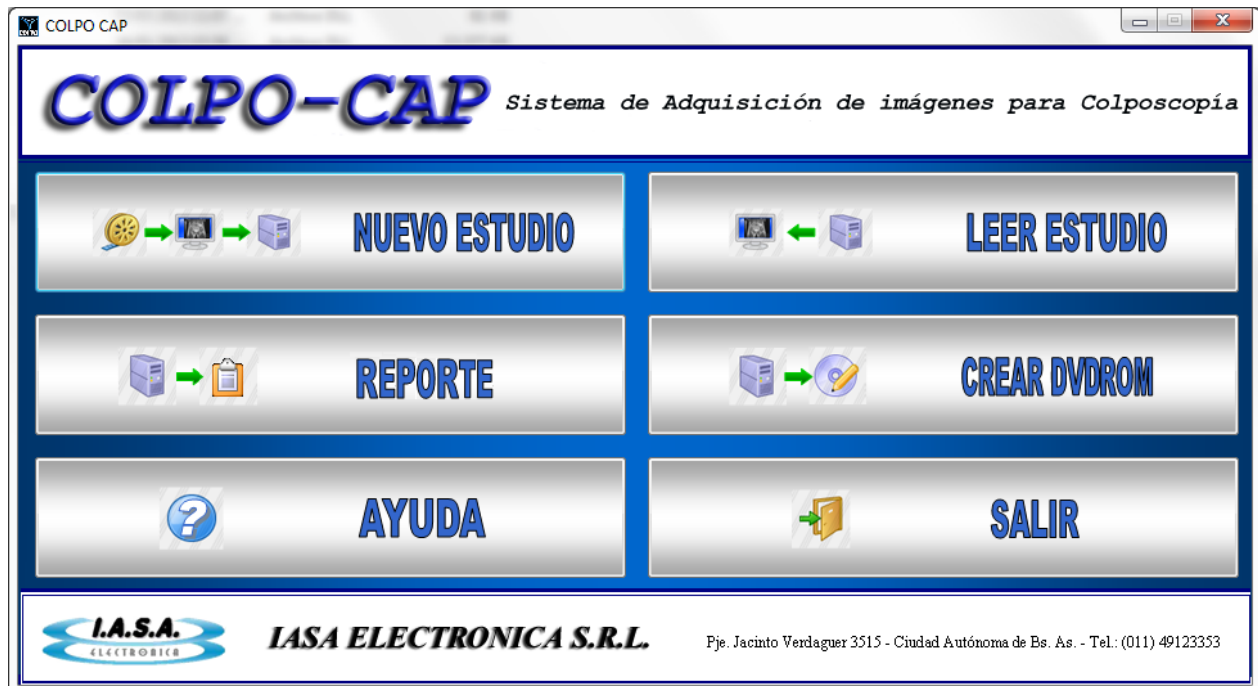 COLPO CAP
COLPO-CAP Sistema de Adquisición de imágenes para Colposcopía
NUEVO ESTUDIO
LEER ESTUDIO
REPORTE
CREAR DVDROM
AYUDA
SALIR
I.A.S.A.
ELECTRONICA
IASA ELECTRONICA S.R.L.
Pje. Jacinto Verdaguer 3515 - Ciudad Autónoma de Bs. As. - Tel.: (011) 49123353